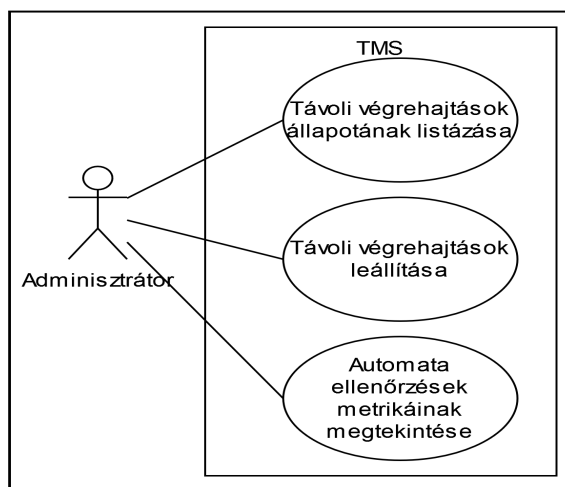 TMS
Távoli végrehajtások
állapotának listázása
Adminisztrátor
Távoli végrehajtások
leállítása
Automata
ellenőrzések
metrikáinak
megtekintése